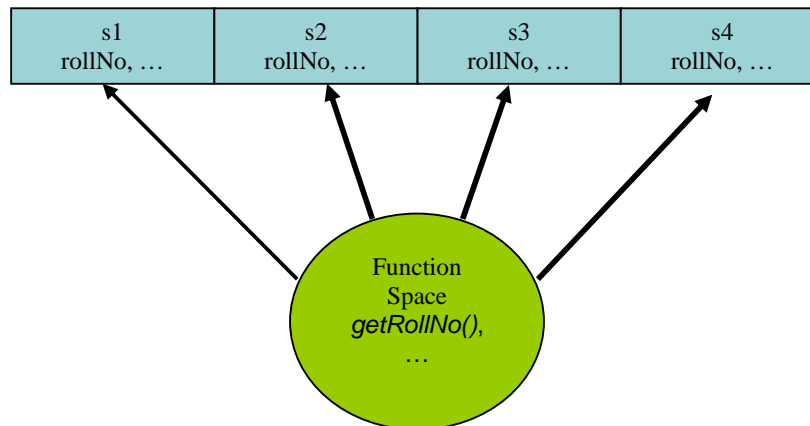 s1
rollNo, …
s2
rollNo, …
s3
rollNo, …
s4
rollNo, …
Function
Space
getRollNo(),
…